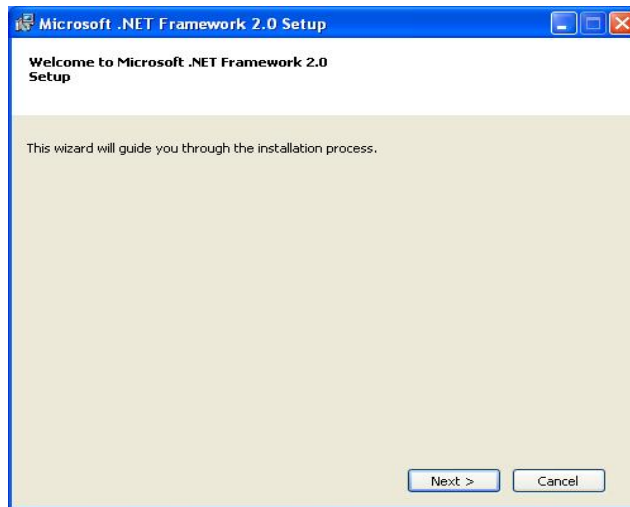 Microsoft .NET Framework 2.0 Setup
Welcome to Microsoft .NET Framework 2.0
Setup
This wizard will guide you through the installation process.
Next > Cancel